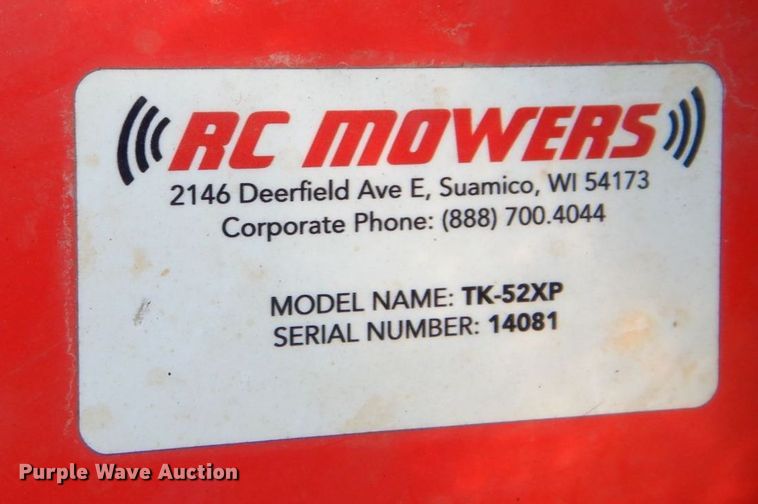 RC MOWERS
2146 Deerfield Ave E, Suamico, WI 54173
Corporate Phone: (888) 700.4044
MODEL NAME: TK-52XP
SERIAL NUMBER: 14081
Purple Wave Auction